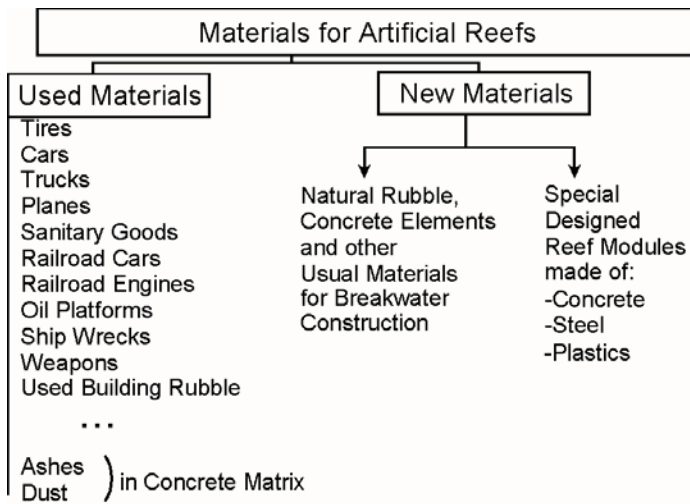 Materials for Artificial Reefs
Used Materials
Tires
Cars
Trucks
Planes
Sanitary Goods
Railroad Cars
Railroad Engines
Oil Platforms
Ship Wrecks
Weapons
Used Building Rubble
...
Ashes
Dust
) in Concrete Matrix
New Materials
Natural Rubble,
Concrete Elements
and other
Usual Materials
for Breakwater
Construction
Special
Designed
Reef Modules
made of:
-Concrete
-Steel
-Plastics